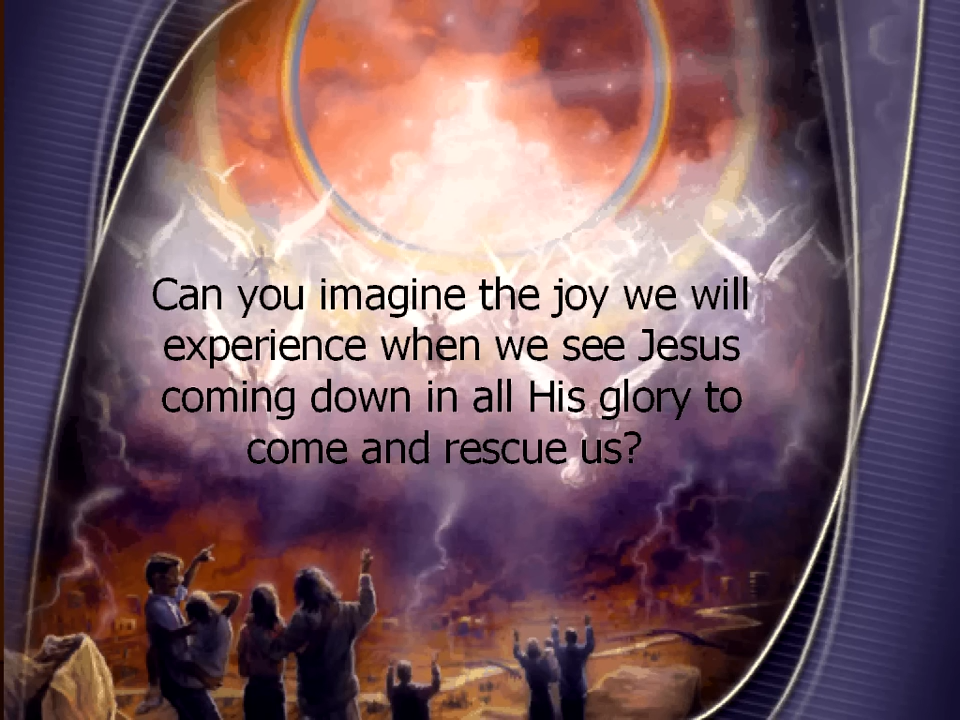 Can you imagine the joy we will
experience when we see Jesus
coming down in all His glory to
come and rescue us?